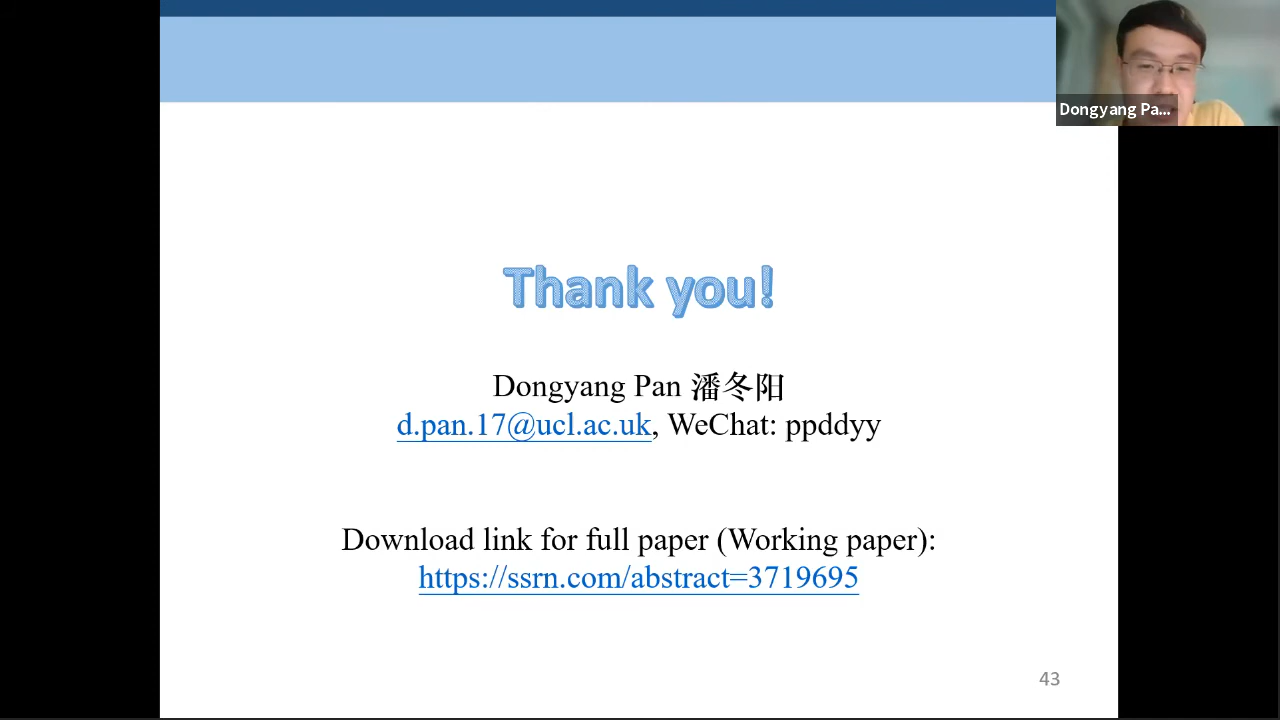 Dongyang Pa...
Thank you!
Dongyang Pan 潘冬阳
d.pan.17@ucl.ac.uk, WeChat: ppddyy
Download link for full paper (Working paper):
https://ssrn.com/abstract=3719695
43